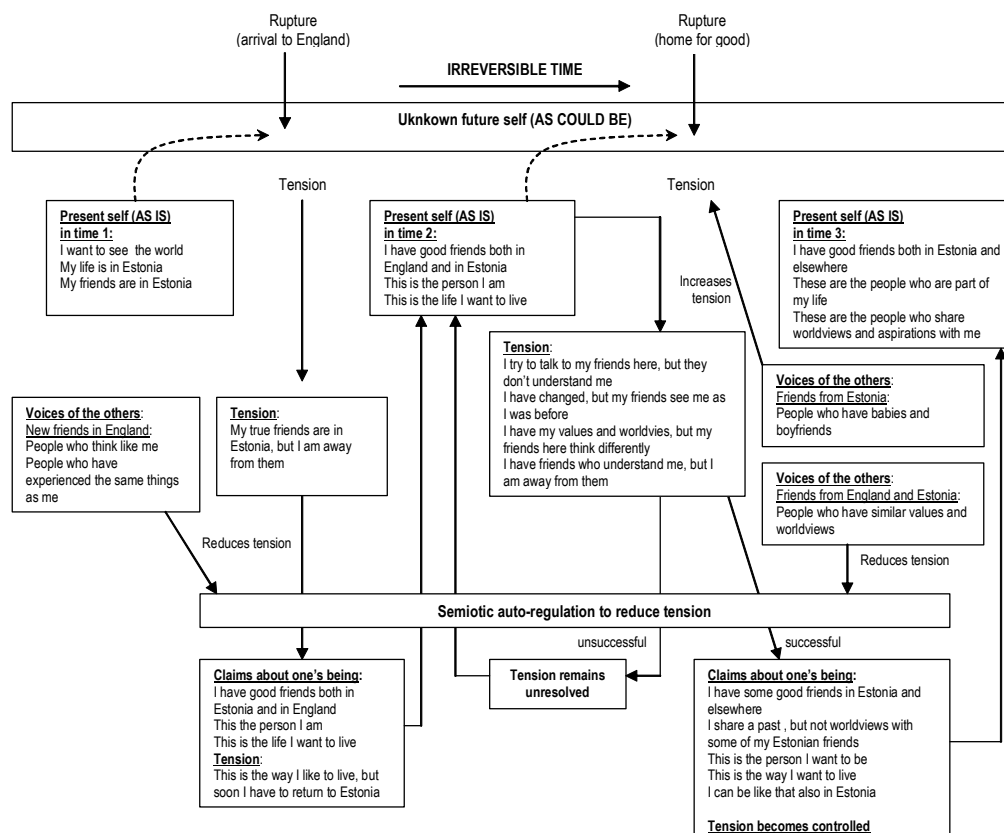 Rupture
(arrival to England)
Rupture
(home for good)
IRREVERSIBLE TIME
Uknkown future self (AS COULD BE)
Tension
Tension
Present self (AS IS)
in time 1:
I want to see the world
My life is in Estonia
My friends are in Estonia
Present self (AS IS)
in time 2:
I have good friends both in
England and in Estonia
This is the person I am
This is the life I want to live
Increases
tension
Present self (AS IS)
in time 3:
I have good friends both in Estonia and
elsewhere
These are the people who are part of
my life
These are the people who share
worldviews and aspirations with me
Voices of the others:
New friends in England:
People who think like me
People who have
experienced the same things
as me
Tension:
My true friends are in
Estonia, but I am away
from them
Tension:
I try to talk to my friends here, but they
don't understand me
I have changed, but my friends see me as
I was before
I have my values and worldvies, but my
friends here think differently
I have friends who understand me, but I
am away from them
Voices of the others:
Friends from Estonia:
People who have babies and
boyfriends
Voices of the others:
Friends from England and Estonia:
People who have similar values and
worldviews
Reduces tension
Reduces tension
Semiotic auto-regulation to reduce tension
unsuccessful
successful
Claims about one's being:
I have good friends both in
Estonia and in England
This the person I am
This is the life I want to live
Tension:
This is the way I like to live, but
soon I have to return to Estonia
Tension remains
unresolved
Claims about one's being:
I have some good friends in Estonia and
elsewhere
I share a past , but not worldviews with
some of my Estonian friends
This is the person I want to be
This is the way I want to live
I can be like that also in Estonia
Tension becomes controlled